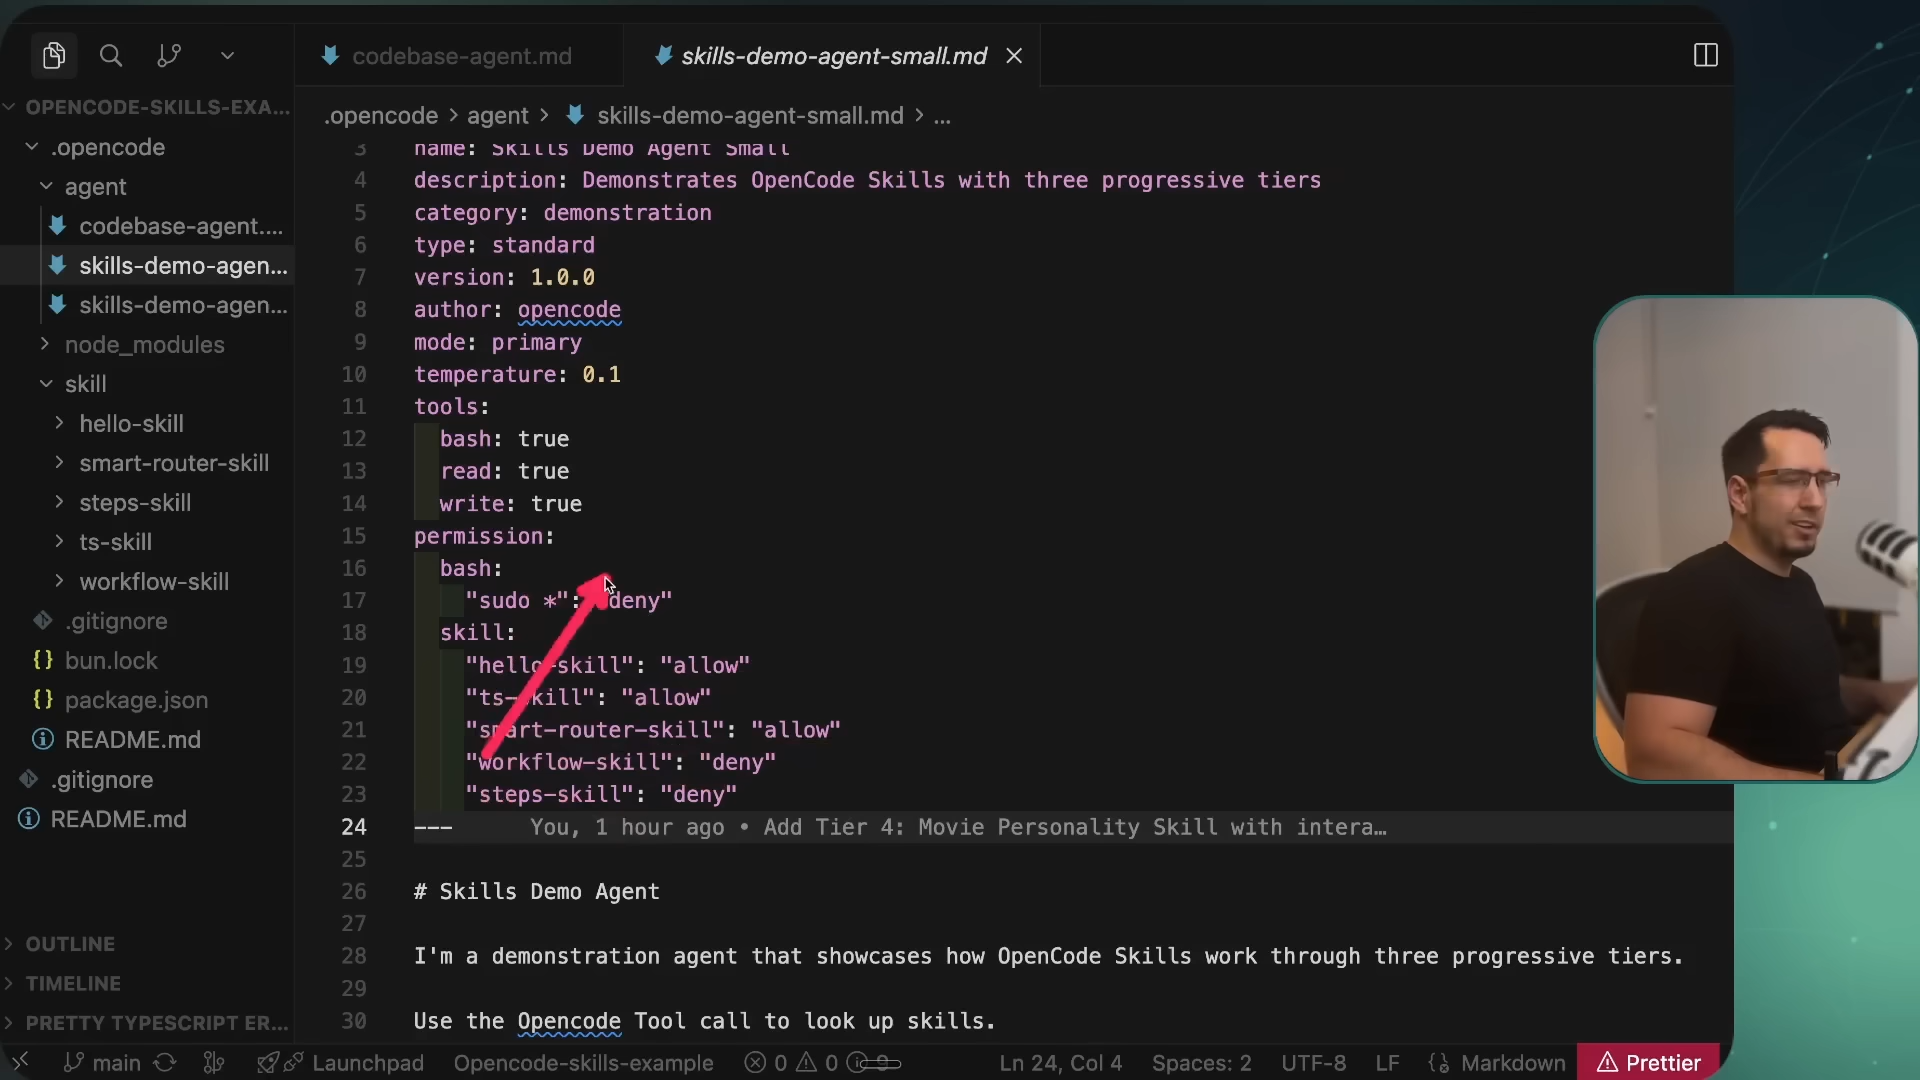 codebase-agent.md
skills-demo-agent-small.md
OPENCODE-SKILLS-EXA...
.opencode > agent > skills-demo-agent-small.md > ...
.opencode
agent
codebase-agent....
skills-demo-agen...
skills-demo-agen...
node_modules
skill
hello-skill
smart-router-skill
steps-skill
ts-skill
workflow-skill
.gitignore
bun.lock
package.json
README.md
.gitignore
README.md
OUTLINE
TIMELINE
PRETTY TYPESCRIPT ER...
3 name: Skills Demo Agent Small
4 description: Demonstrates OpenCode Skills with three progressive tiers
5 category: demonstration
6 type: standard
7 version: 1.0.0
8 author: opencode
9 mode: primary
10 temperature: 0.1
11 tools:
12 bash: true
13 read: true
14 write: true
15 permission:
16 bash:
17 "sudo *": "deny"
18 skill:
19 "hello-skill": "allow"
20 "ts-skill": "allow"
21 "smart-router-skill": "allow"
22 "workflow-skill": "deny"
23 "steps-skill": "deny"
24 --- You, 1 hour ago • Add Tier 4: Movie Personality Skill with intera…
25
26 # Skills Demo Agent
27
28 I'm a demonstration agent that showcases how OpenCode Skills work through three progressive tiers.
29
30 Use the Opencode Tool call to look up skills.
main Launchpad Opencode-skills-example 0 0 Ln 24, Col 4 Spaces: 2 UTF-8 LF Markdown Prettier